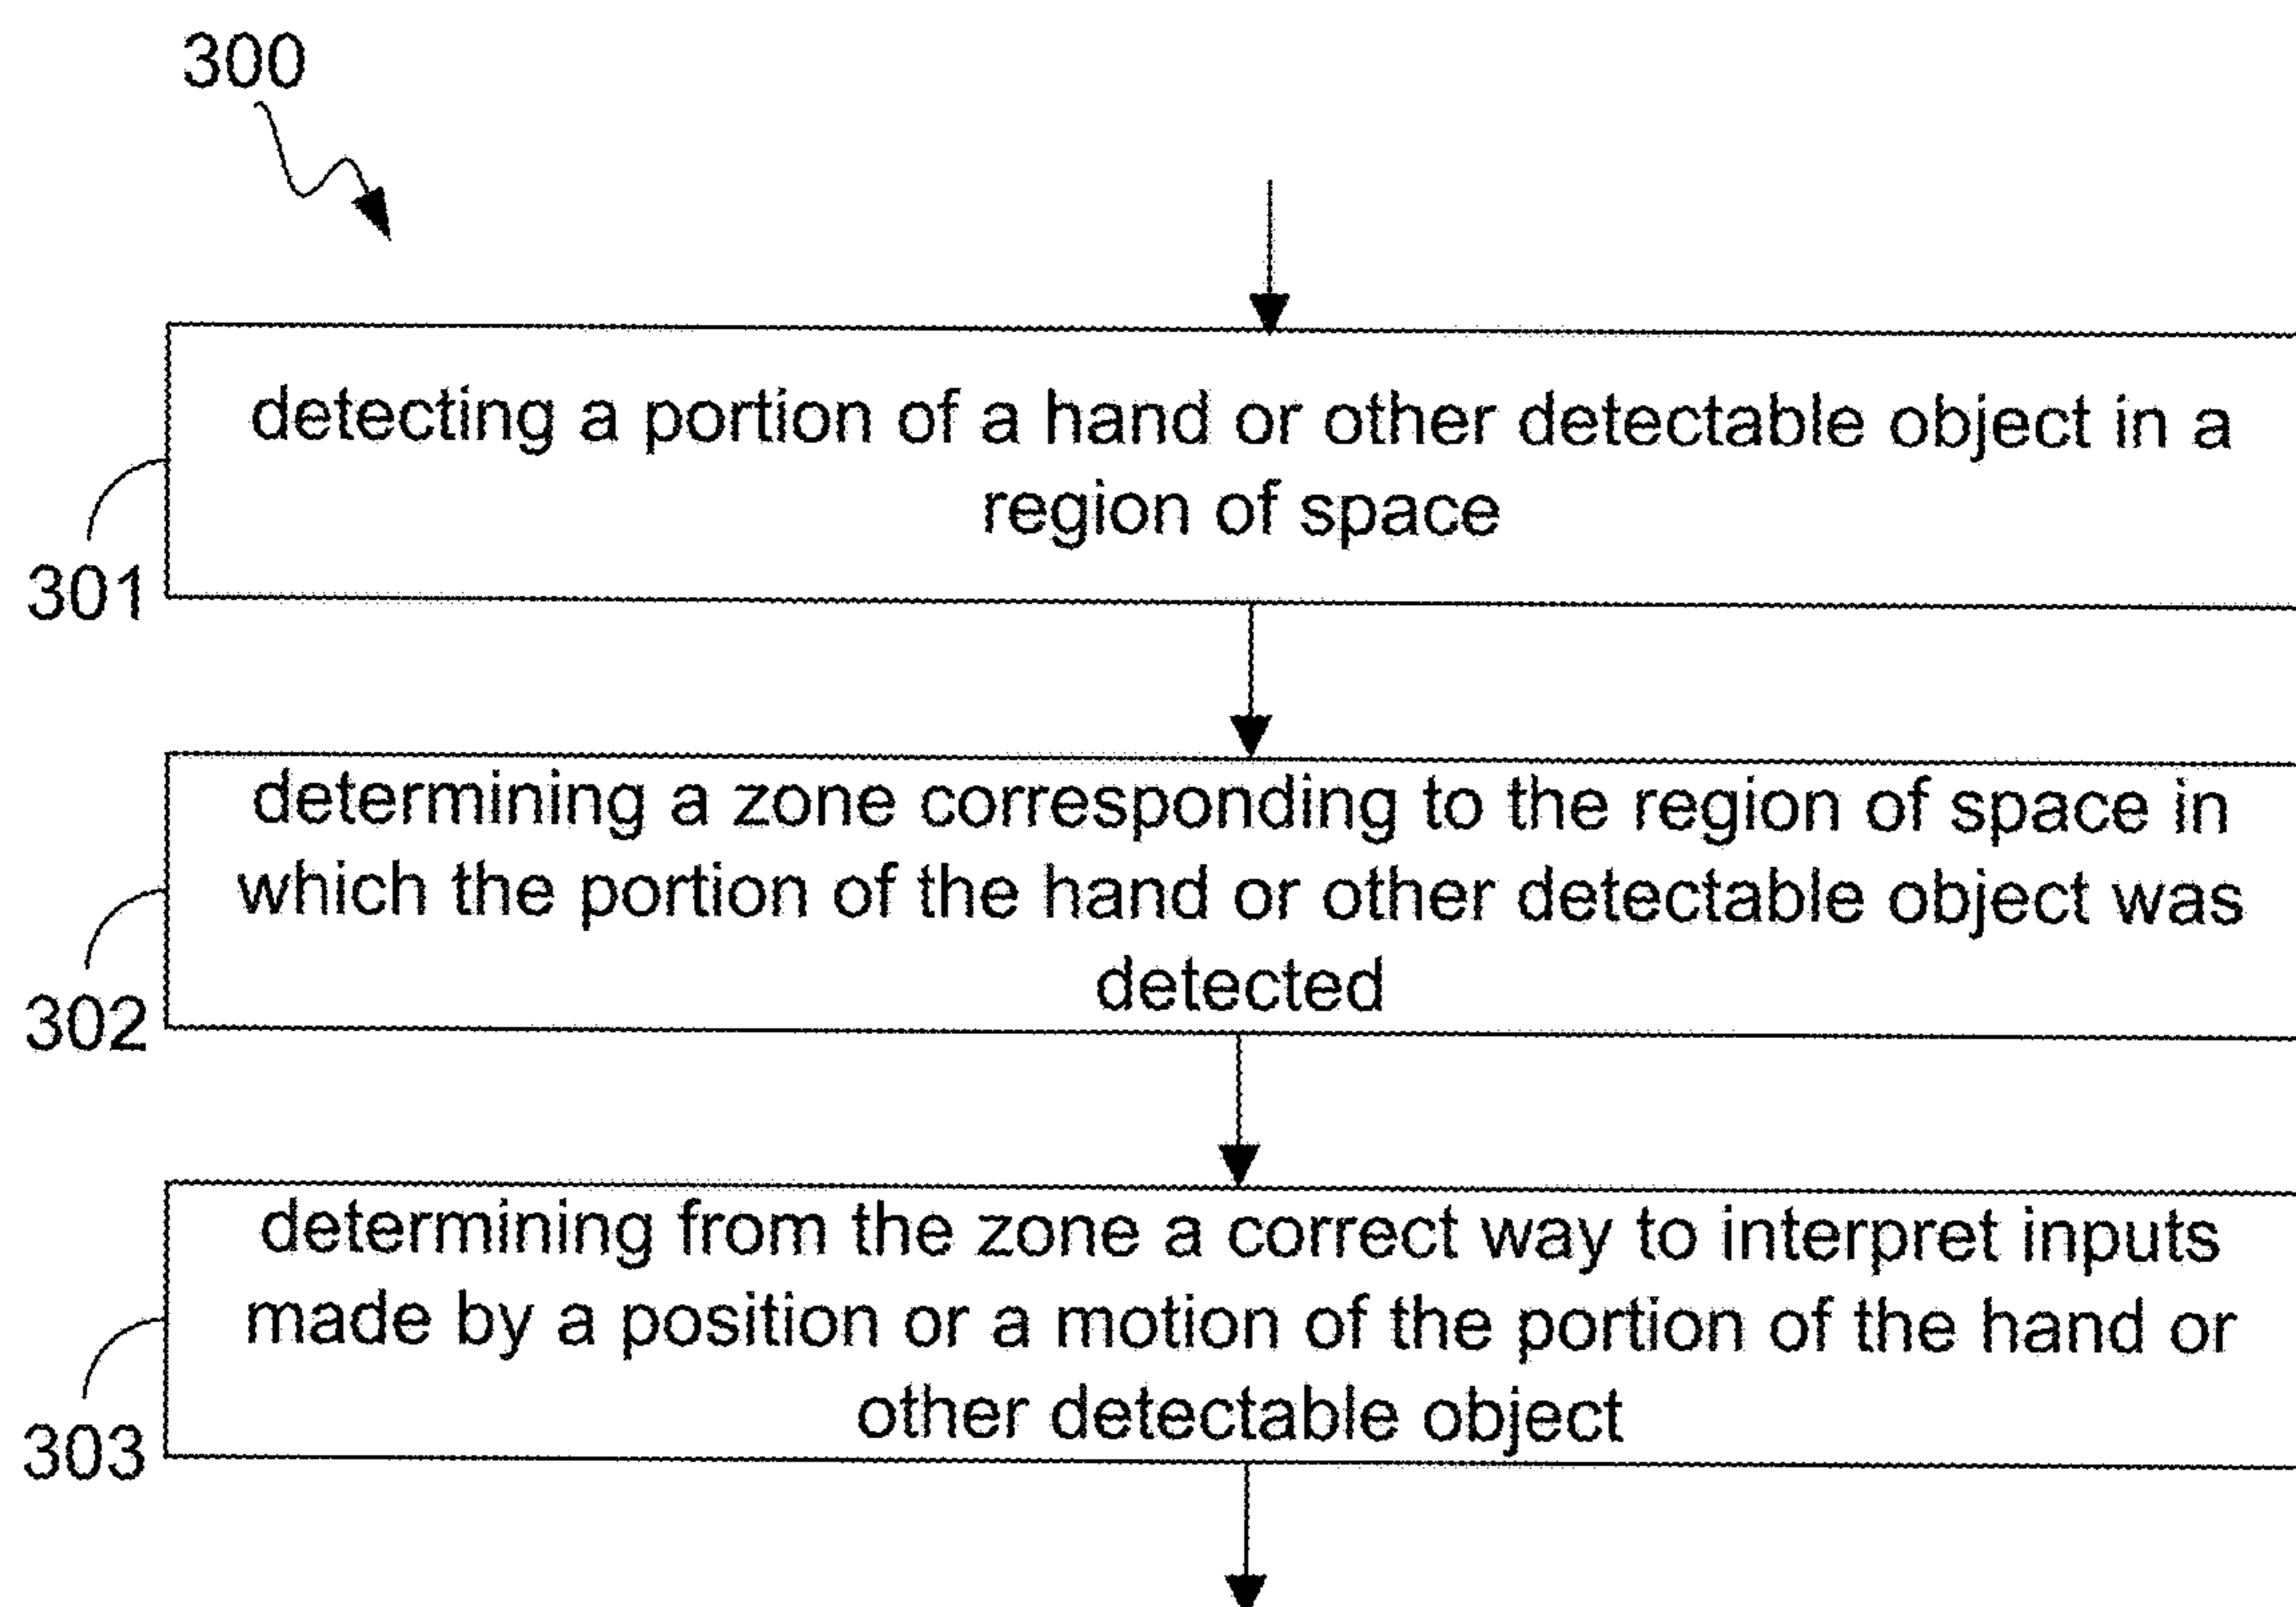 300
detecting a portion of a hand or other detectable object in a
region of space
301
determining a zone corresponding to the region of space in
which the portion of the hand or other detectable object was
detected
302
determining from the zone a correct way to interpret inputs
made by a position or a motion of the portion of the hand or
other detectable object
303